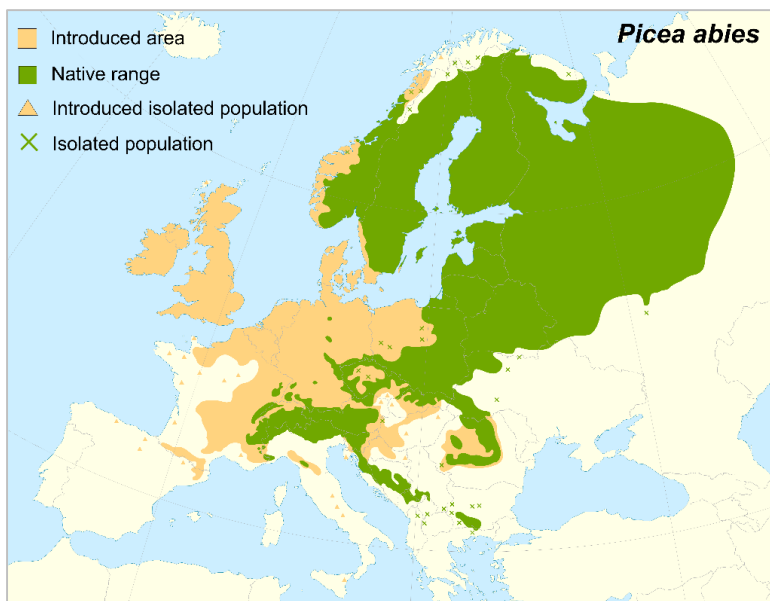 Picea abies
Introduced area
Native range
Introduced isolated population
Isolated population